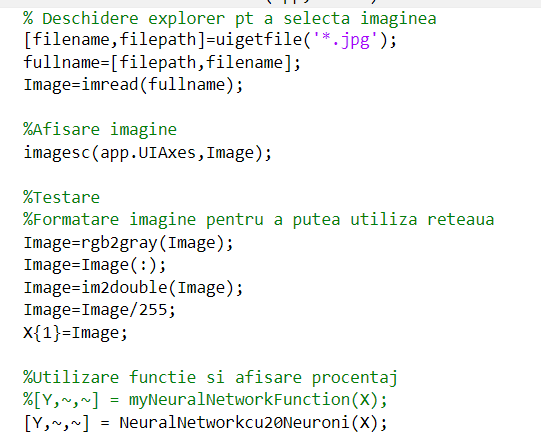 % Deschidere explorer pt a selecta imaginea
[filename,filepath]=uigetfile('*.jpg');
fullname=[filepath,filename];
Image=imread(fullname);
%Afisare imagine
imagesc(app.UIAxes,Image);
%Testare
%Formatare imagine pentru a putea utiliza reteaua
Image=rgb2gray(Image);
Image=Image(:);
Image=im2double(Image);
Image=Image/255;
X{1}=Image;
%Utilizare functie si afisare procentaj
%[Y,~,~] = myNeuralNetworkFunction(X);
[Y,~,~] = NeuralNetworkcu20Neuroni(X);